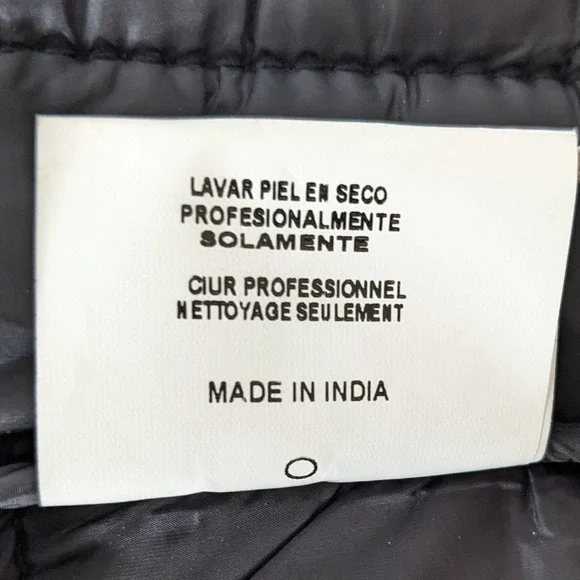 LAVAR PIEL EN SECO
PROFESIONALMENTE
SOLAMENTE
CIUR PROFESSIONNEL
NETTOYAGE SEULEMENT
MADE IN INDIA